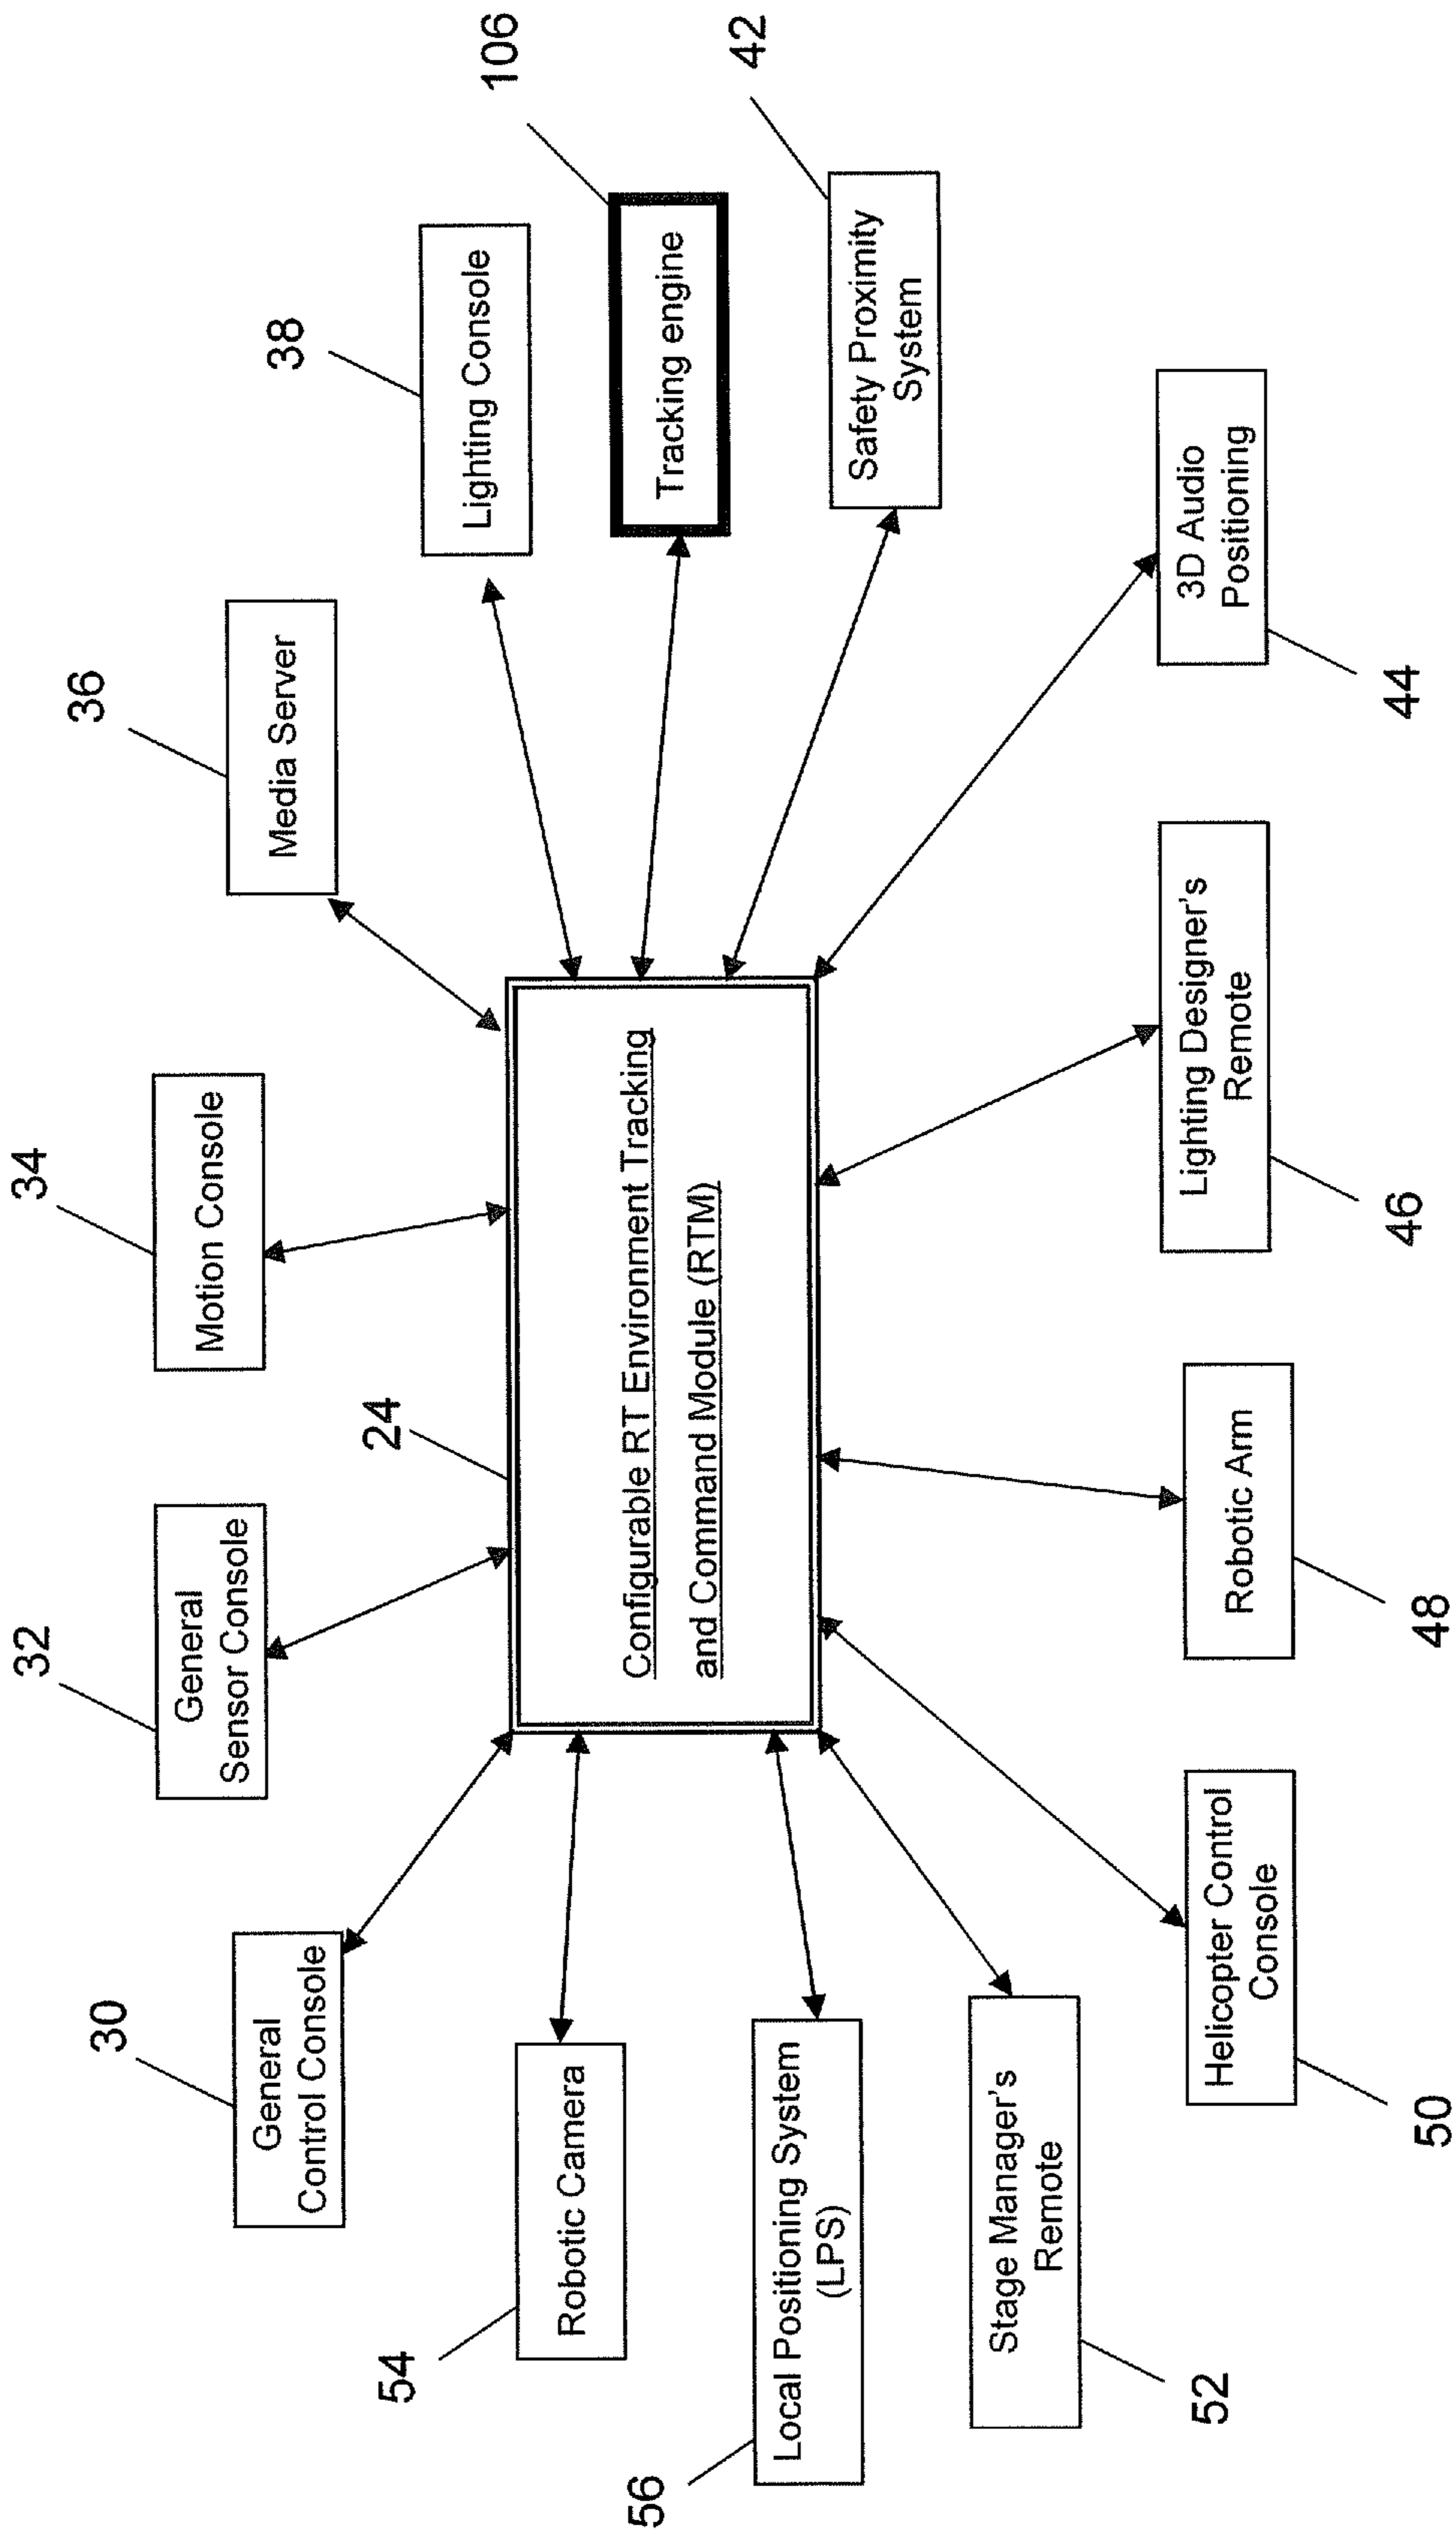 30
General
Control Console
32
General
Sensor Console
34
Motion Console
36
Media Server
38
Lighting Console
106
Tracking engine
42
Safety Proximity
System
24
Configurable RT Environment Tracking
and Command Module (RTM)
54
Robotic Camera
56
Local Positioning System
(LPS)
Stage Manager's
Remote
52
Helicopter Control
Console
50
Robotic Arm
48
Lighting Designer's
Remote
46
3D Audio
Positioning
44